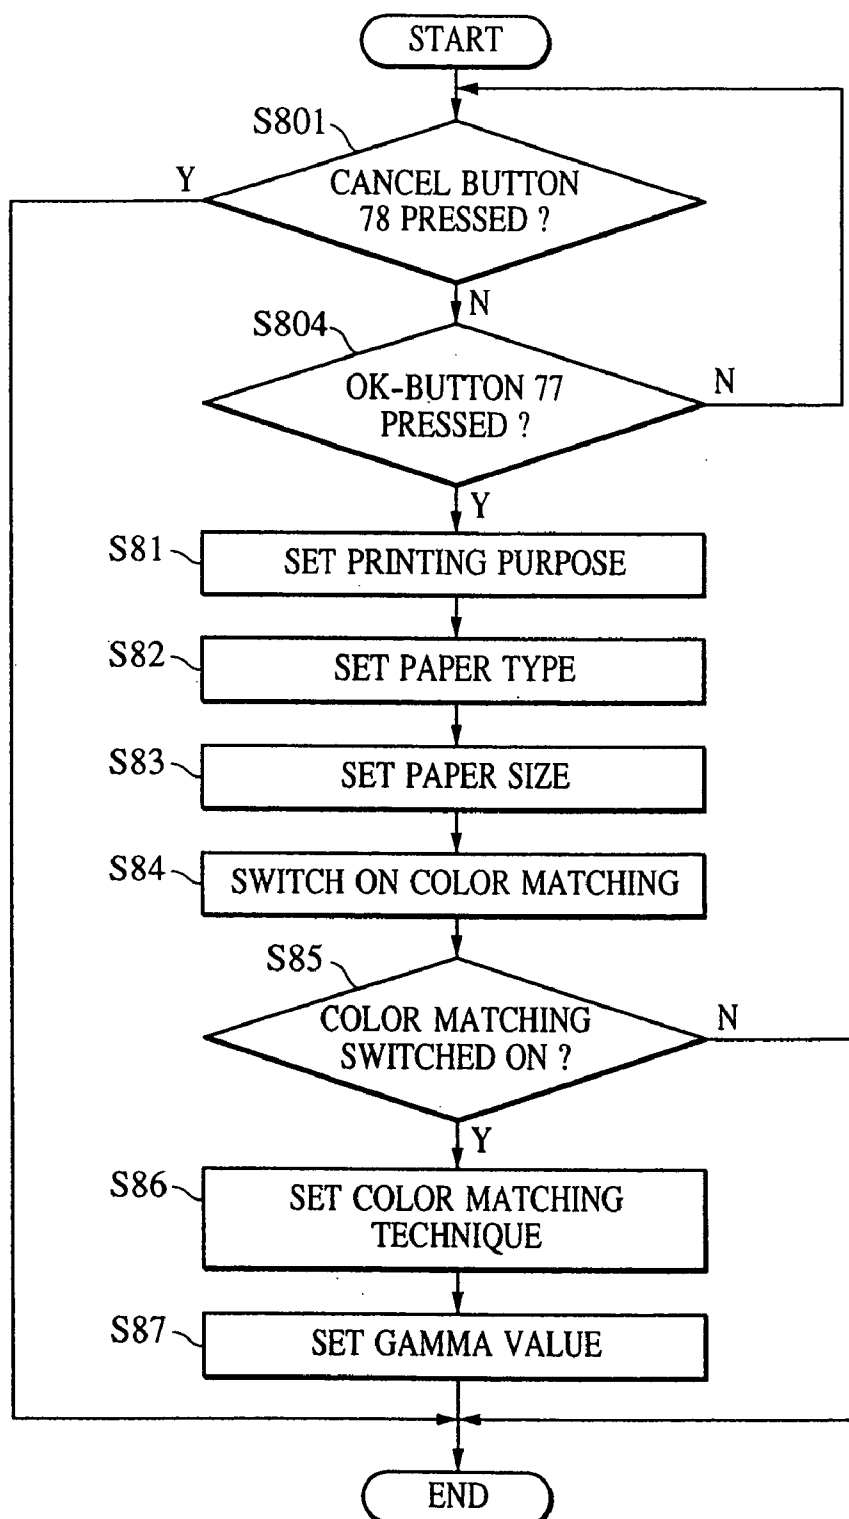 START
S801
Y
CANCEL BUTTON
78 PRESSED ?
N
S804
OK-BUTTON 77
PRESSED ?
N
Y
S81
SET PRINTING PURPOSE
S82
SET PAPER TYPE
S83
SET PAPER SIZE
S84
SWITCH ON COLOR MATCHING
S85
COLOR MATCHING
SWITCHED ON ?
N
Y
S86
SET COLOR MATCHING
TECHNIQUE
S87
SET GAMMA VALUE
END